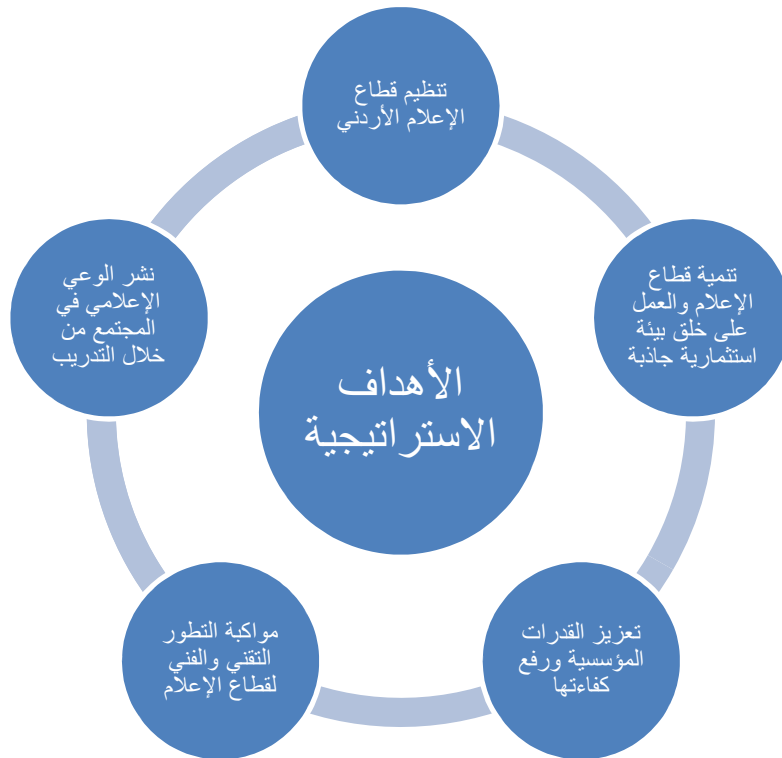 تنظيم قطاع
الإعلام الأردني
تنمية قطاع
الإعلام والعمل
على خلق بيئة
استثمارية جاذبة
تعزيز القدرات
المؤسسية ورفع
كفاءتها
مواكبة التطور
التقني والفني
لقطاع الإعلام
نشر الوعي
الإعلامي في
المجتمع من
خلال التدريب
الأهداف
الاستراتيجية